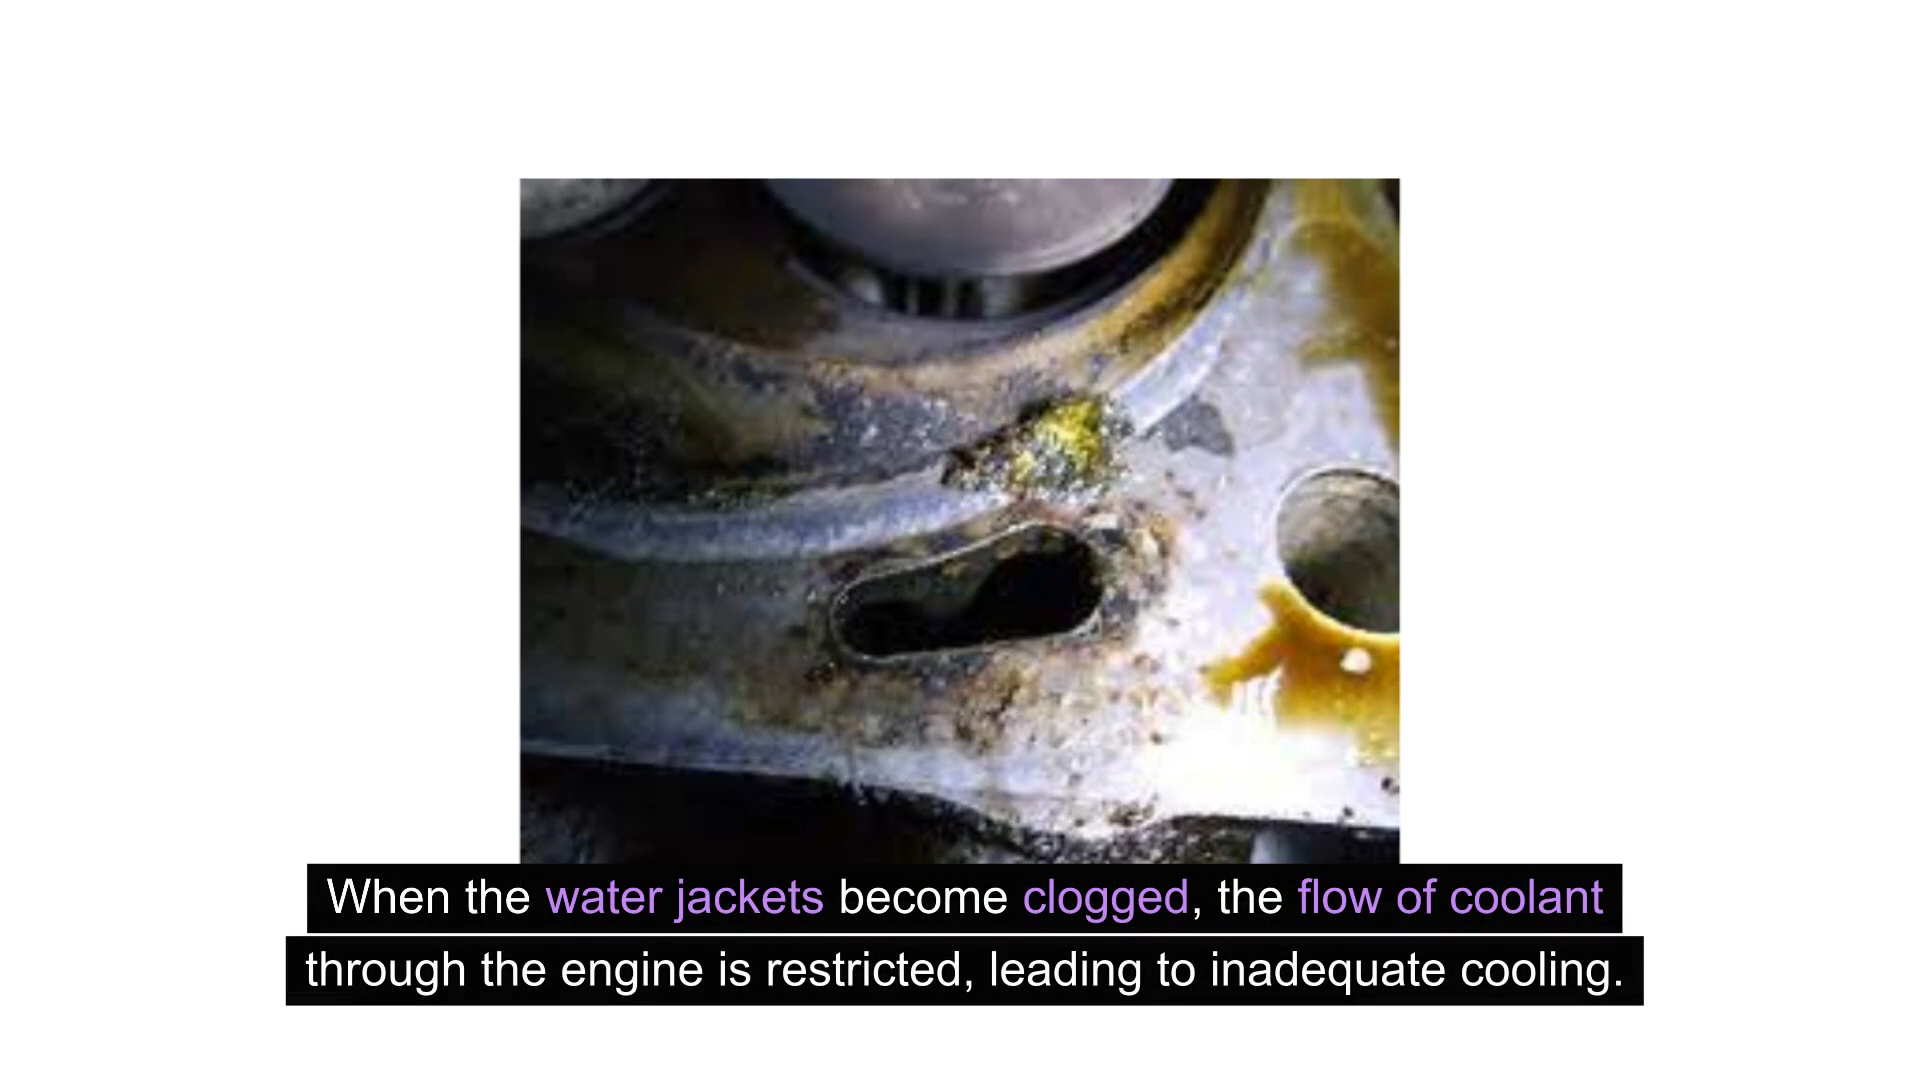 When the water jackets become clogged, the flow of coolant
through the engine is restricted, leading to inadequate cooling.